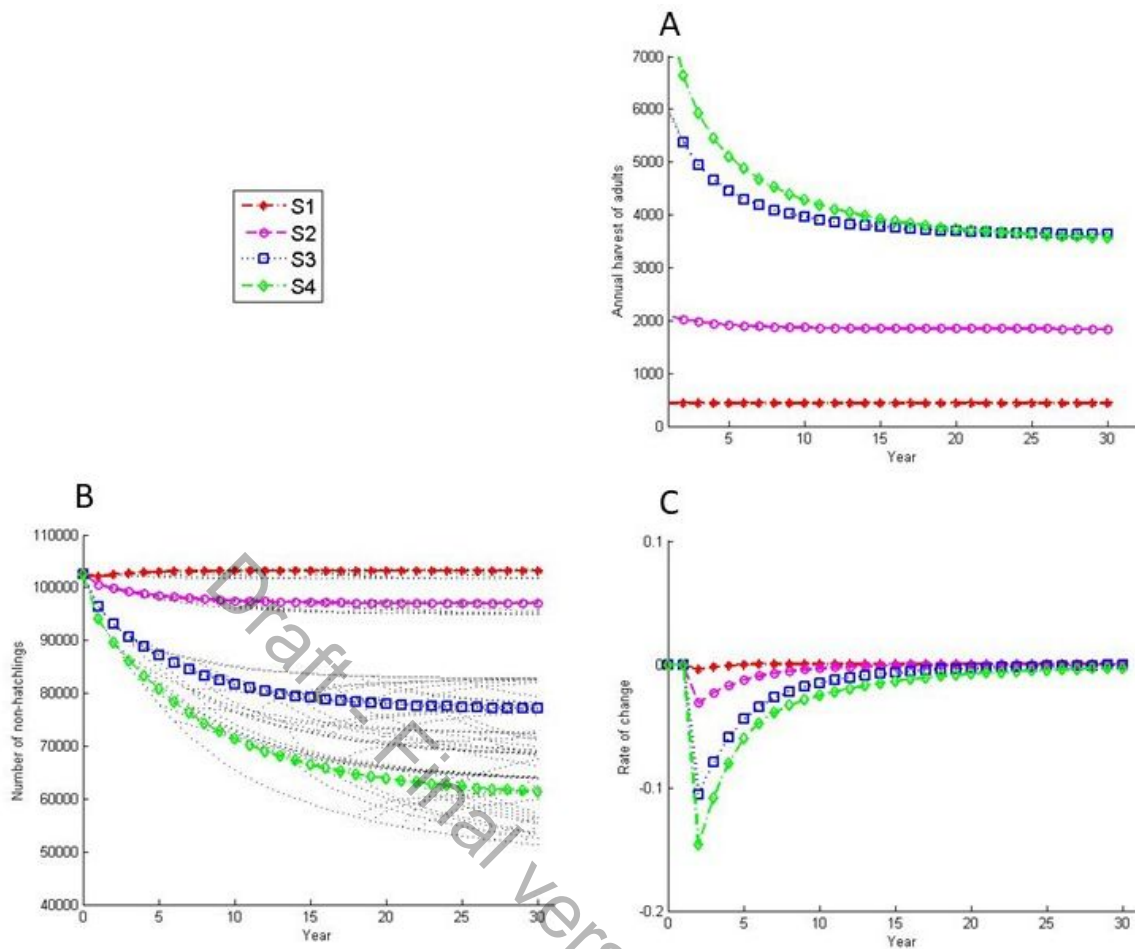 A
7000
6000
5000
4000
3000
2000
1000
0
Annual harvest of adults
5 10 15 20 25 30
Year
S1
S2
S3
S4
B
110000
100000
90000
80000
70000
60000
50000
40000
Number of non-hatchlings
0 5 10 15 20 25 30
Year
C
0.1
0.0
-0.1
-0.2
Rate of change
0 5 10 15 20 25 30
Year
Draft - Final vers